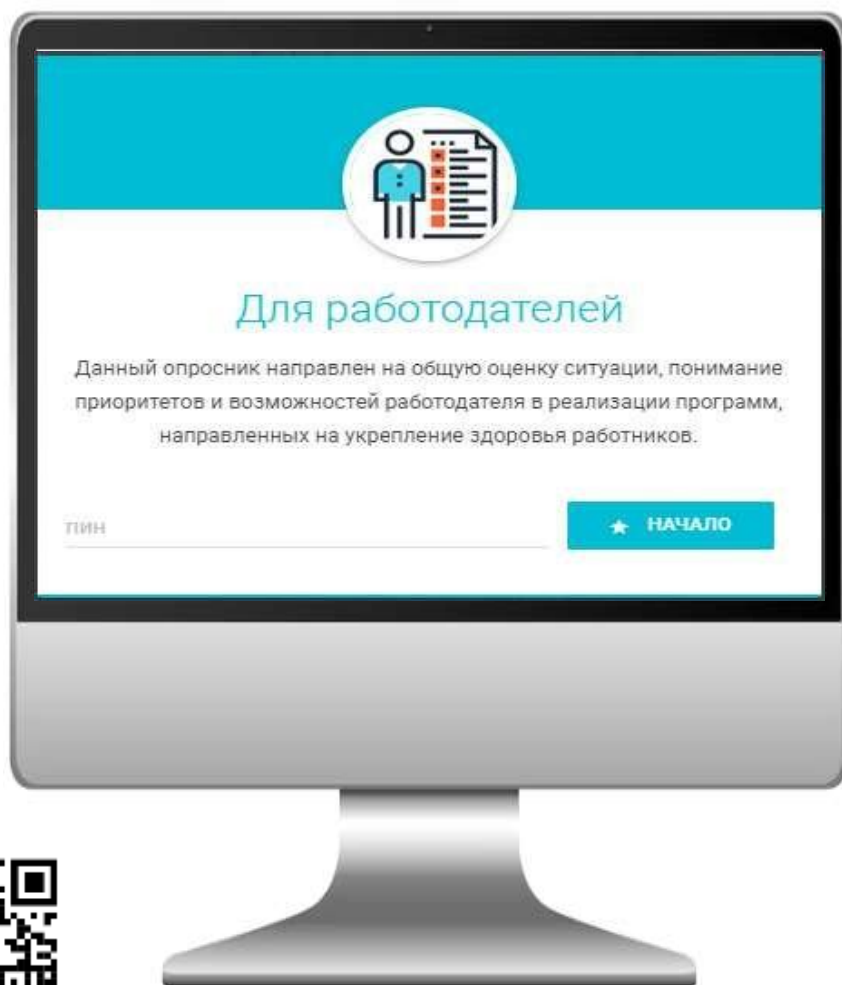 Для работодателей
Данный опросник направлен на общую оценку ситуации, понимание
приоритетов и возможностей работодателя в реализации программ,
направленных на укрепление здоровья работников.
ПИН
НАЧАЛО